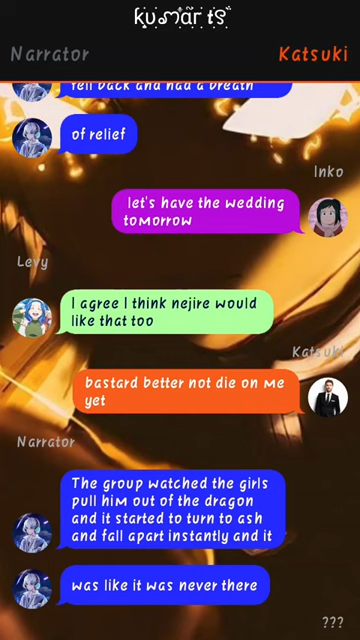 kumar ts
Narrator
Katsuki
fell back and had a breath
of relief
Inko
let's have the wedding
tomorrow
Levy
I agree I think nejire would
like that too
Katsuki
bastard better not die on me
yet
Narrator
The group watched the girls
pull him out of the dragon
and it started to turn to ash
and fall apart instantly and it
was like it was never there
???